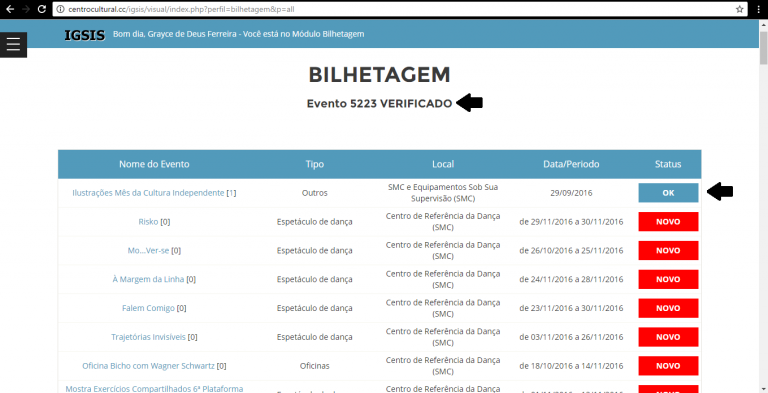 centrocultural.cc/igsis/visual/index.php?perfil=bilhetagem&p=all
IGSIS Bom dia, Grayce de Deus Ferreira - Você está no Módulo Bilhetagem
BILHETAGEM
Evento 5223 VERIFICADO
Nome do Evento Tipo Local Data/Periodo Status
Ilustrações Mês da Cultura Independente [1] Outros SMC e Equipamentos Sob Sua Supervisão (SMC) 29/09/2016 OK
Risko [0] Espetáculo de dança Centro de Referência da Dança (SMC) de 29/11/2016 a 30/11/2016 NOVO
Mo...Ver-se [0] Espetáculo de dança Centro de Referência da Dança (SMC) de 26/10/2016 a 25/11/2016 NOVO
À Margem da Linha [0] Espetáculo de dança Centro de Referência da Dança (SMC) de 24/11/2016 a 28/11/2016 NOVO
Falem Comigo [0] Espetáculo de dança Centro de Referência da Dança (SMC) de 23/11/2016 a 30/11/2016 NOVO
Trajetórias Invisíveis [0] Espetáculo de dança Centro de Referência da Dança (SMC) de 03/11/2016 a 26/11/2016 NOVO
Oficina Bicho com Wagner Schwartz [0] Oficinas Centro de Referência da Dança (SMC) de 18/10/2016 a 14/11/2016 NOVO
Mostra Exercícios Compartilhados 6ª Plataforma Centro de Referência da Dança